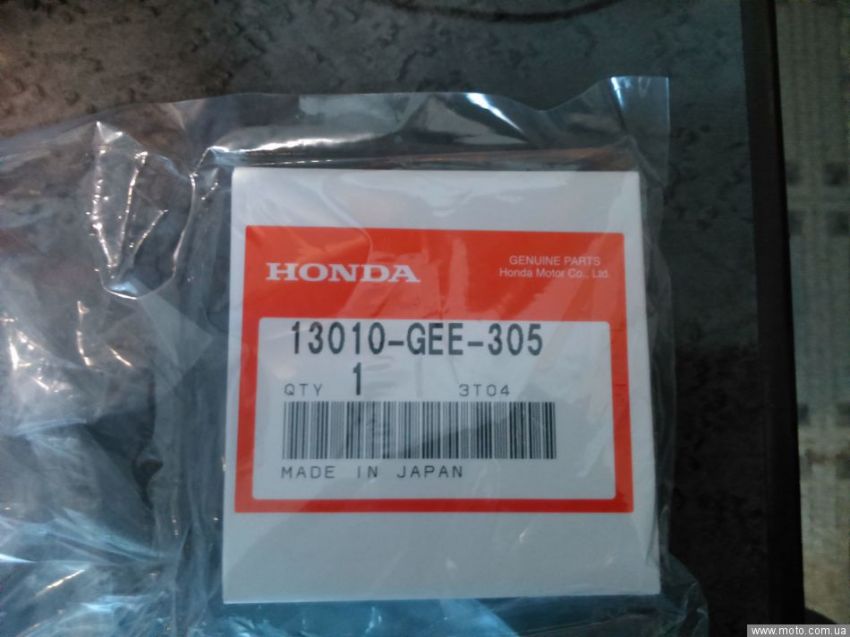 HONDA
GENUINE PARTS
Honda Motor Co., Ltd.
13010-GEE-305
QTY 1 3T04
MADE IN JAPAN
www.moto.com.ua